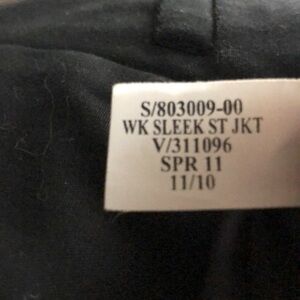 S/803009-00
WK SLEEK ST JKT
V/311096
SPR 11
11/10